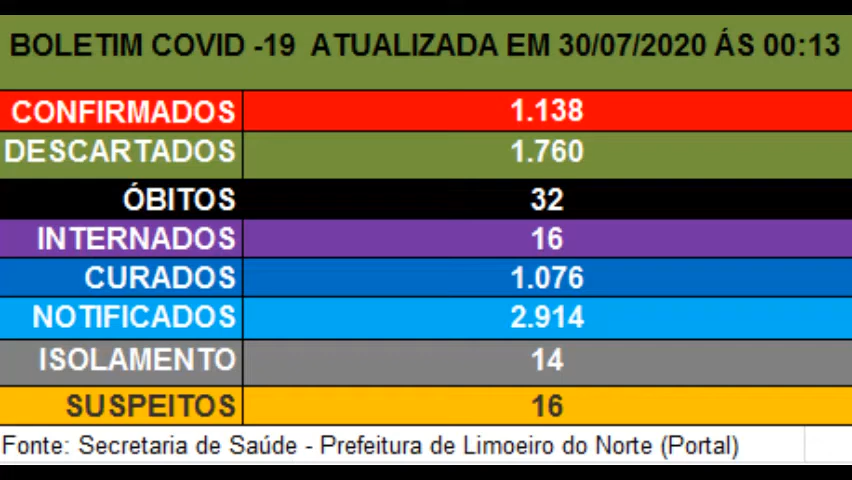 BOLETIM COVID -19 ATUALIZADA EM 30/07/2020 ÁS 00:13
CONFIRMADOS 1.138
DESCARTADOS 1.760
ÓBITOS 32
INTERNADOS 16
CURADOS 1.076
NOTIFICADOS 2.914
ISOLAMENTO 14
SUSPEITOS 16
Fonte: Secretaria de Saúde - Prefeitura de Limoeiro do Norte (Portal)